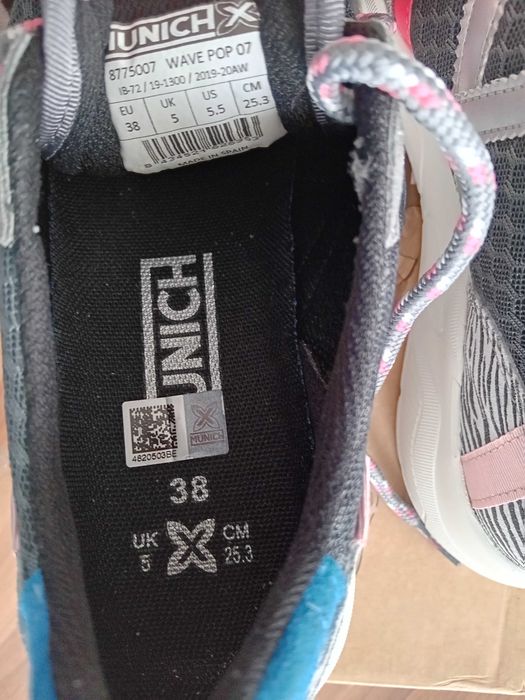 MUNICH X
8775007 WAVE POP 07
IB-72 / 19-1300 / 2019-20AW
EU UK US CM
38 5 5.5 25.3
MADE IN SPAIN
MUNICH
MUNICH
4820503BE
38
UK CM
5 25.3